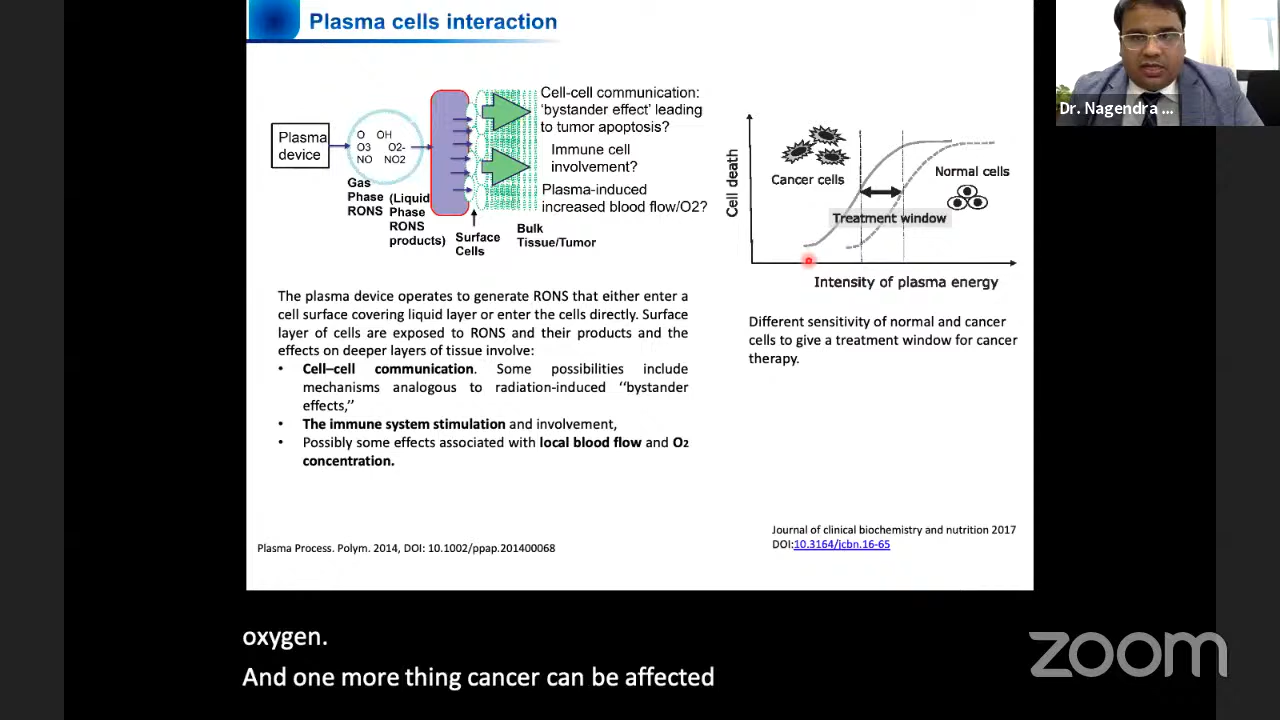 Plasma cells interaction
Dr. Nagendra ...
Plasma
device
O OH
O3 O2-
NO NO2
Gas
Phase
RONS
(Liquid
Phase
RONS
products)
Surface
Cells
Bulk
Tissue/Tumor
Cell-cell communication:
‘bystander effect’ leading
to tumor apoptosis?
Immune cell
involvement?
Plasma-induced
increased blood flow/O2?
Cell death
Cancer cells
Normal cells
Treatment window
Intensity of plasma energy
The plasma device operates to generate RONS that either enter a
cell surface covering liquid layer or enter the cells directly. Surface
layer of cells are exposed to RONS and their products and the
effects on deeper layers of tissue involve:
• Cell–cell communication. Some possibilities include
mechanisms analogous to radiation-induced ‘‘bystander
effects,’’
• The immune system stimulation and involvement,
• Possibly some effects associated with local blood flow and O2
concentration.
Different sensitivity of normal and cancer
cells to give a treatment window for cancer
therapy.
Plasma Process. Polym. 2014, DOI: 10.1002/ppap.201400068
Journal of clinical biochemistry and nutrition 2017
DOI:10.3164/jcbn.16-65
oxygen.
And one more thing cancer can be affected
zoom